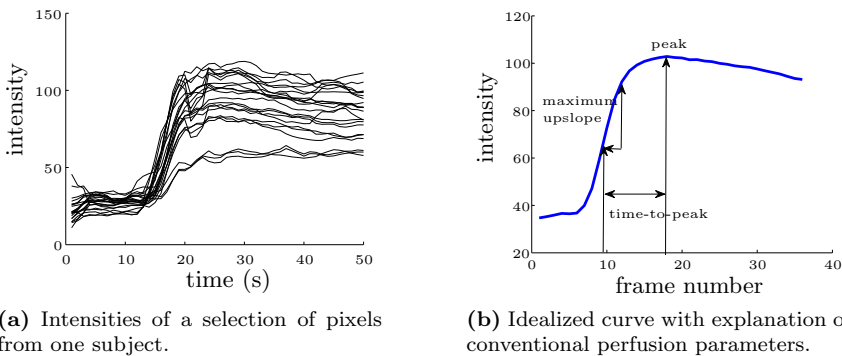 150
100
50
0
0
10
20
30
40
50
intensity
time (s)
(a) Intensities of a selection of pixels
from one subject.
120
100
80
60
40
20
0
10
20
30
40
intensity
peak
maximum
upslope
time-to-peak
frame number
(b) Idealized curve with explanation o
conventional perfusion parameters.